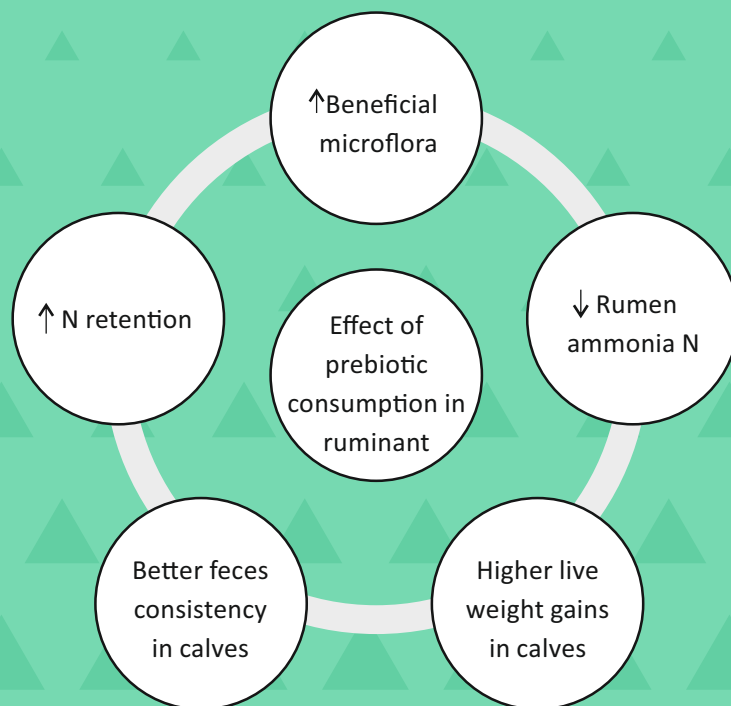 ↑Beneficial
microflora
↑ N retention
Effect of
prebiotic
consumption in
ruminant
↓ Rumen
ammonia N
Better feces
consistency
in calves
Higher live
weight gains
in calves